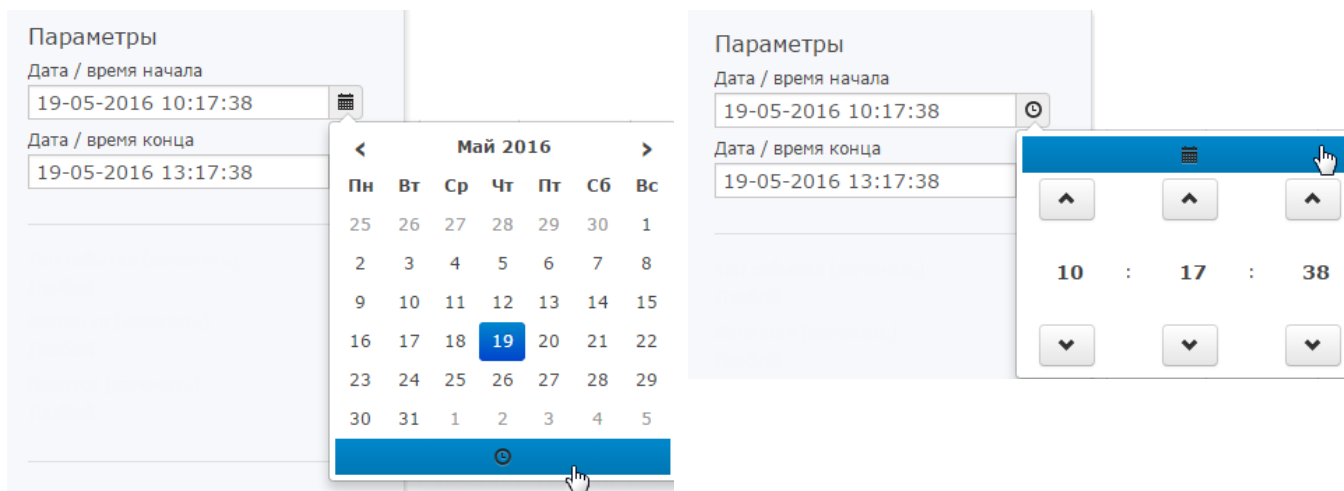 Параметры
Дата / время начала
19-05-2016 10:17:38
Дата / время конца
19-05-2016 13:17:38
Май 2016
Пн Вт Ср Чт Пт Сб Вс
25 26 27 28 29 30 1
2 3 4 5 6 7 8
9 10 11 12 13 14 15
16 17 18 19 20 21 22
23 24 25 26 27 28 29
30 31 1 2 3 4 5
Параметры
Дата / время начала
19-05-2016 10:17:38
Дата / время конца
19-05-2016 13:17:38
10 : 17 : 38